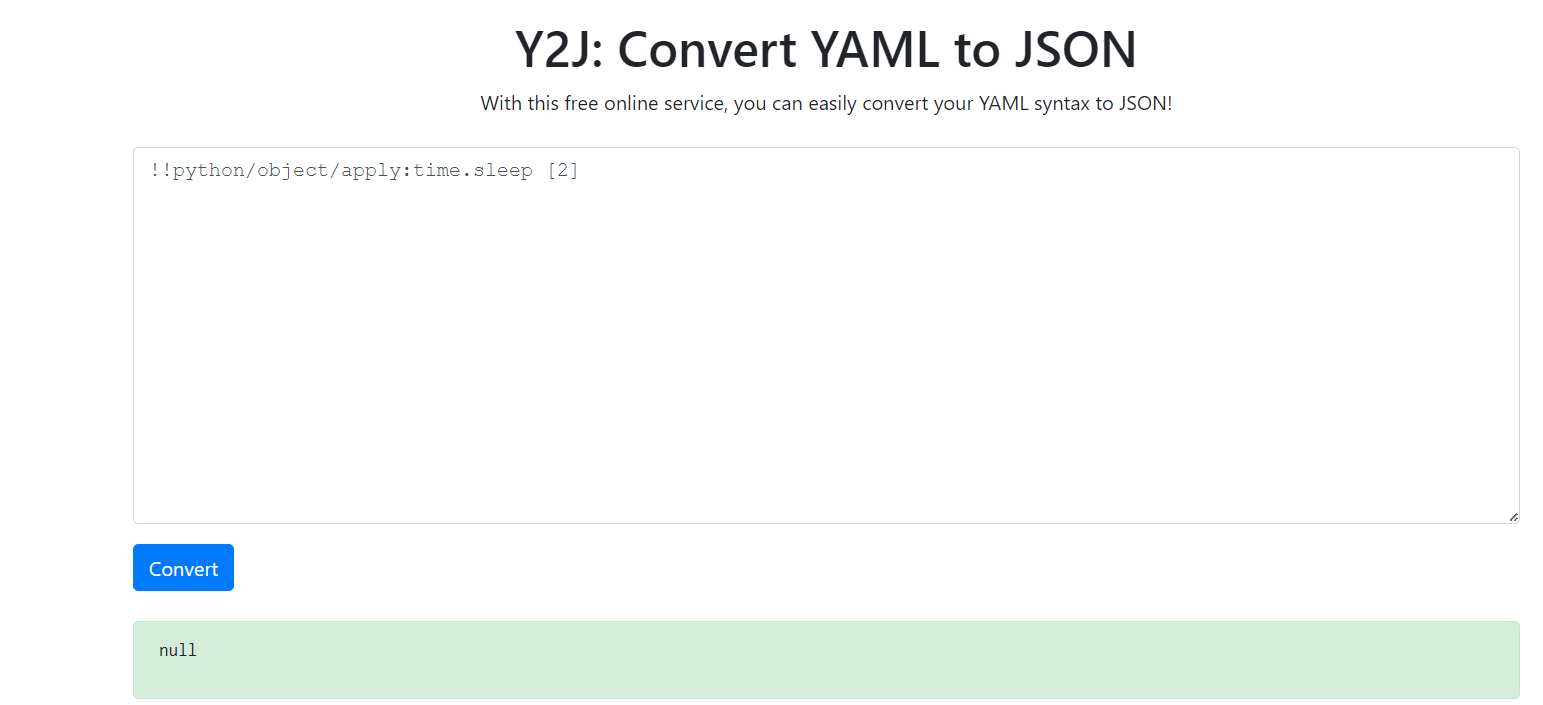 Y2J: Convert YAML to JSON
With this free online service, you can easily convert your YAML syntax to JSON!
!!python/object/apply:time.sleep [2]
Convert
null